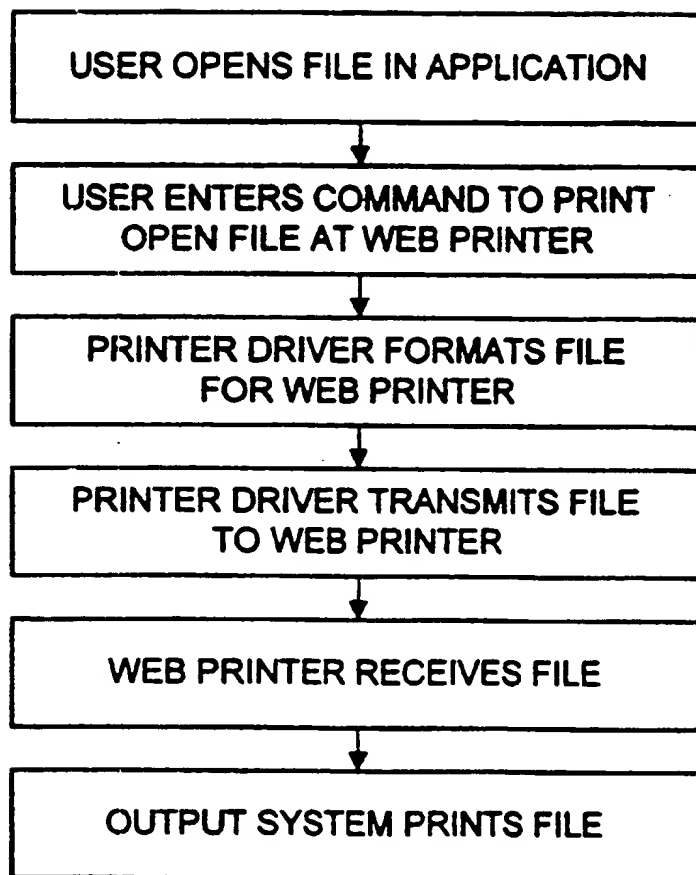 USER OPENS FILE IN APPLICATION
USER ENTERS COMMAND TO PRINT
OPEN FILE AT WEB PRINTER
PRINTER DRIVER FORMATS FILE
FOR WEB PRINTER
PRINTER DRIVER TRANSMITS FILE
TO WEB PRINTER
WEB PRINTER RECEIVES FILE
OUTPUT SYSTEM PRINTS FILE